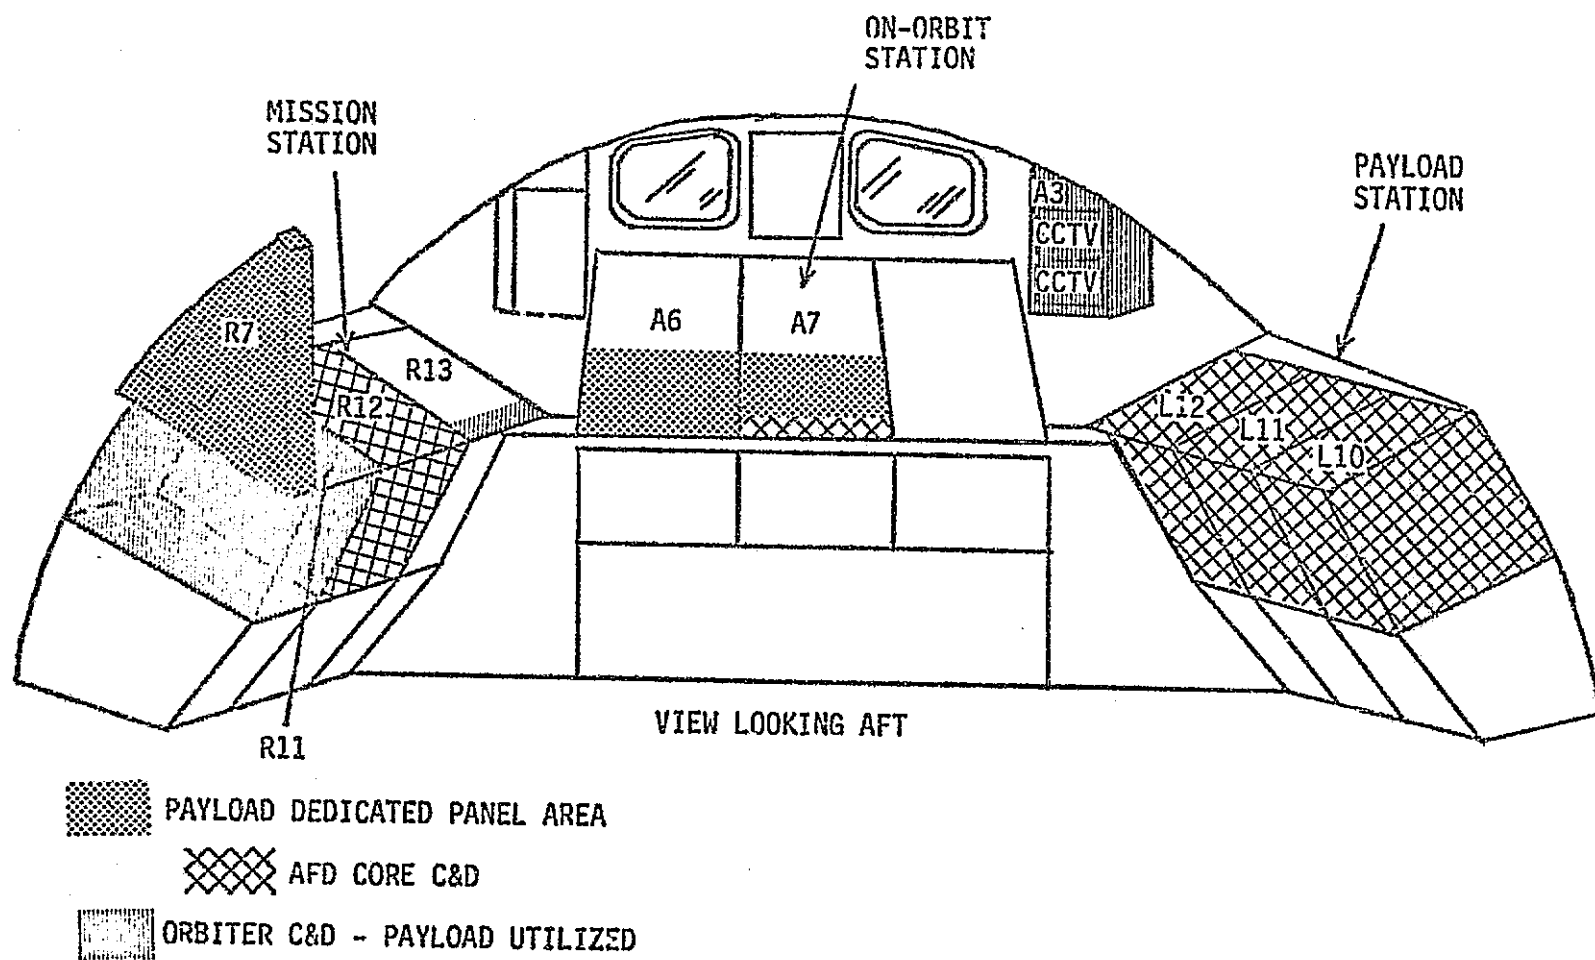 ON-ORBIT
STATION
MISSION
STATION
PAYLOAD
STATION
A3
CCTV
CCTV
R7
A6
A7
R13
R12
L12
L11
L10
VIEW LOOKING AFT
R11
PAYLOAD DEDICATED PANEL AREA
AFD CORE C&D
ORBITER C&D - PAYLOAD UTILIZED